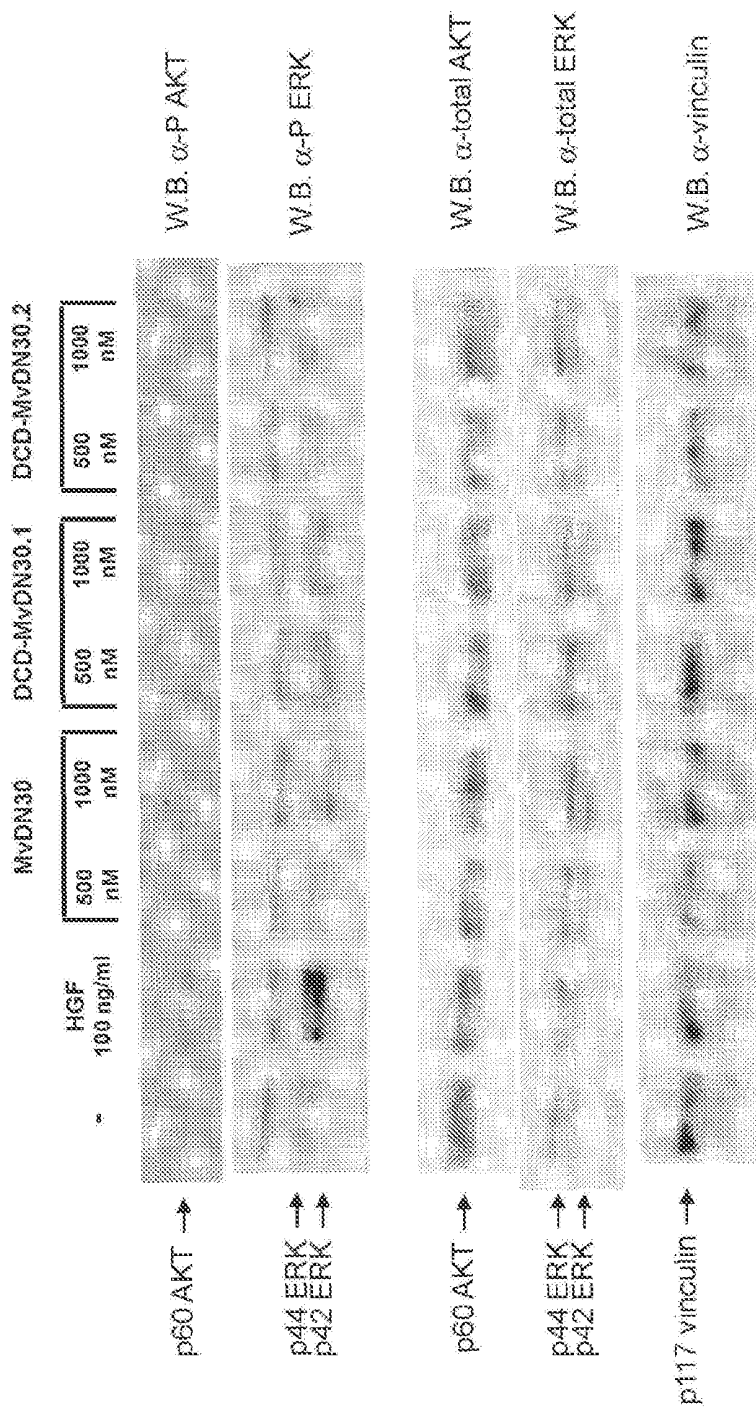 MvDN30
DCD-MvDN30.1
DCD-MvDN30.2
-
HGF
100 ng/ml
500
nM
1000
nM
500
nM
1000
nM
500
nM
1000
nM
p60 AKT →
W.B. α-P AKT
p44 ERK →
p42 ERK →
W.B. α-P ERK
p60 AKT →
W.B. α-total AKT
p44 ERK →
p42 ERK →
W.B. α-total ERK
p117 vinculin →
W.B. α-vinculin